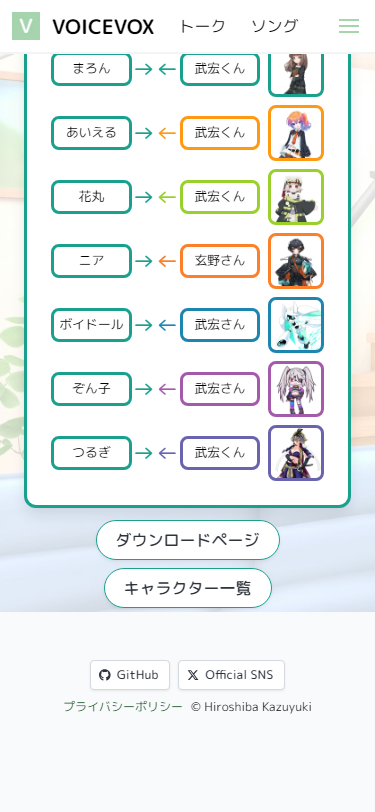 V VOICEVOX トーク ソング
まろん 武宏くん
あいえる 武宏くん
花丸 武宏くん
ニア 玄野さん
ボイドール 武宏さん
ぞん子 武宏さん
つるぎ 武宏くん
ダウンロードページ
キャラクター一覧
GitHub Official SNS
プライバシーポリシー © Hiroshiba Kazuyuki